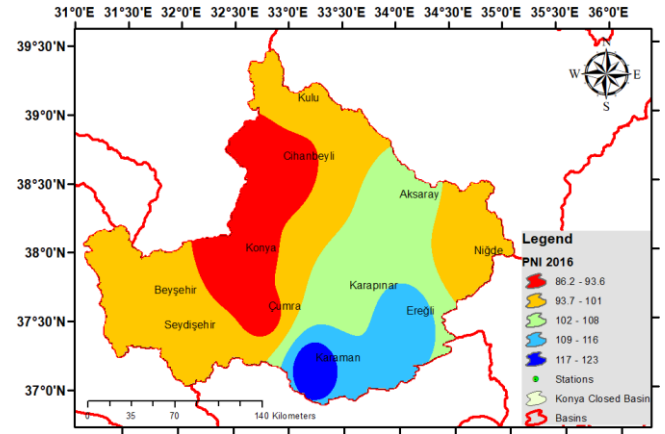 31°0'E 31°30'E 32°0'E 32°30'E 33°0'E 33°30'E 34°0'E 34°30'E 35°0'E 35°30'E 36°0'E
39°30'N
N
W E
S
39°0'N
Kulu
Cihanbeyli
38°30'N
Aksaray
38°0'N
Konya
Niğde
Legend
PNI 2016
86.2 - 93.6
93.7 - 101
102 - 108
109 - 116
117 - 123
Stations
Konya Closed Basin
Basins
Beyşehir
Karapınar
Çumra
Ereğli
37°30'N
Seydişehir
Karaman
37°0'N
0 35 70 140 Kilometers